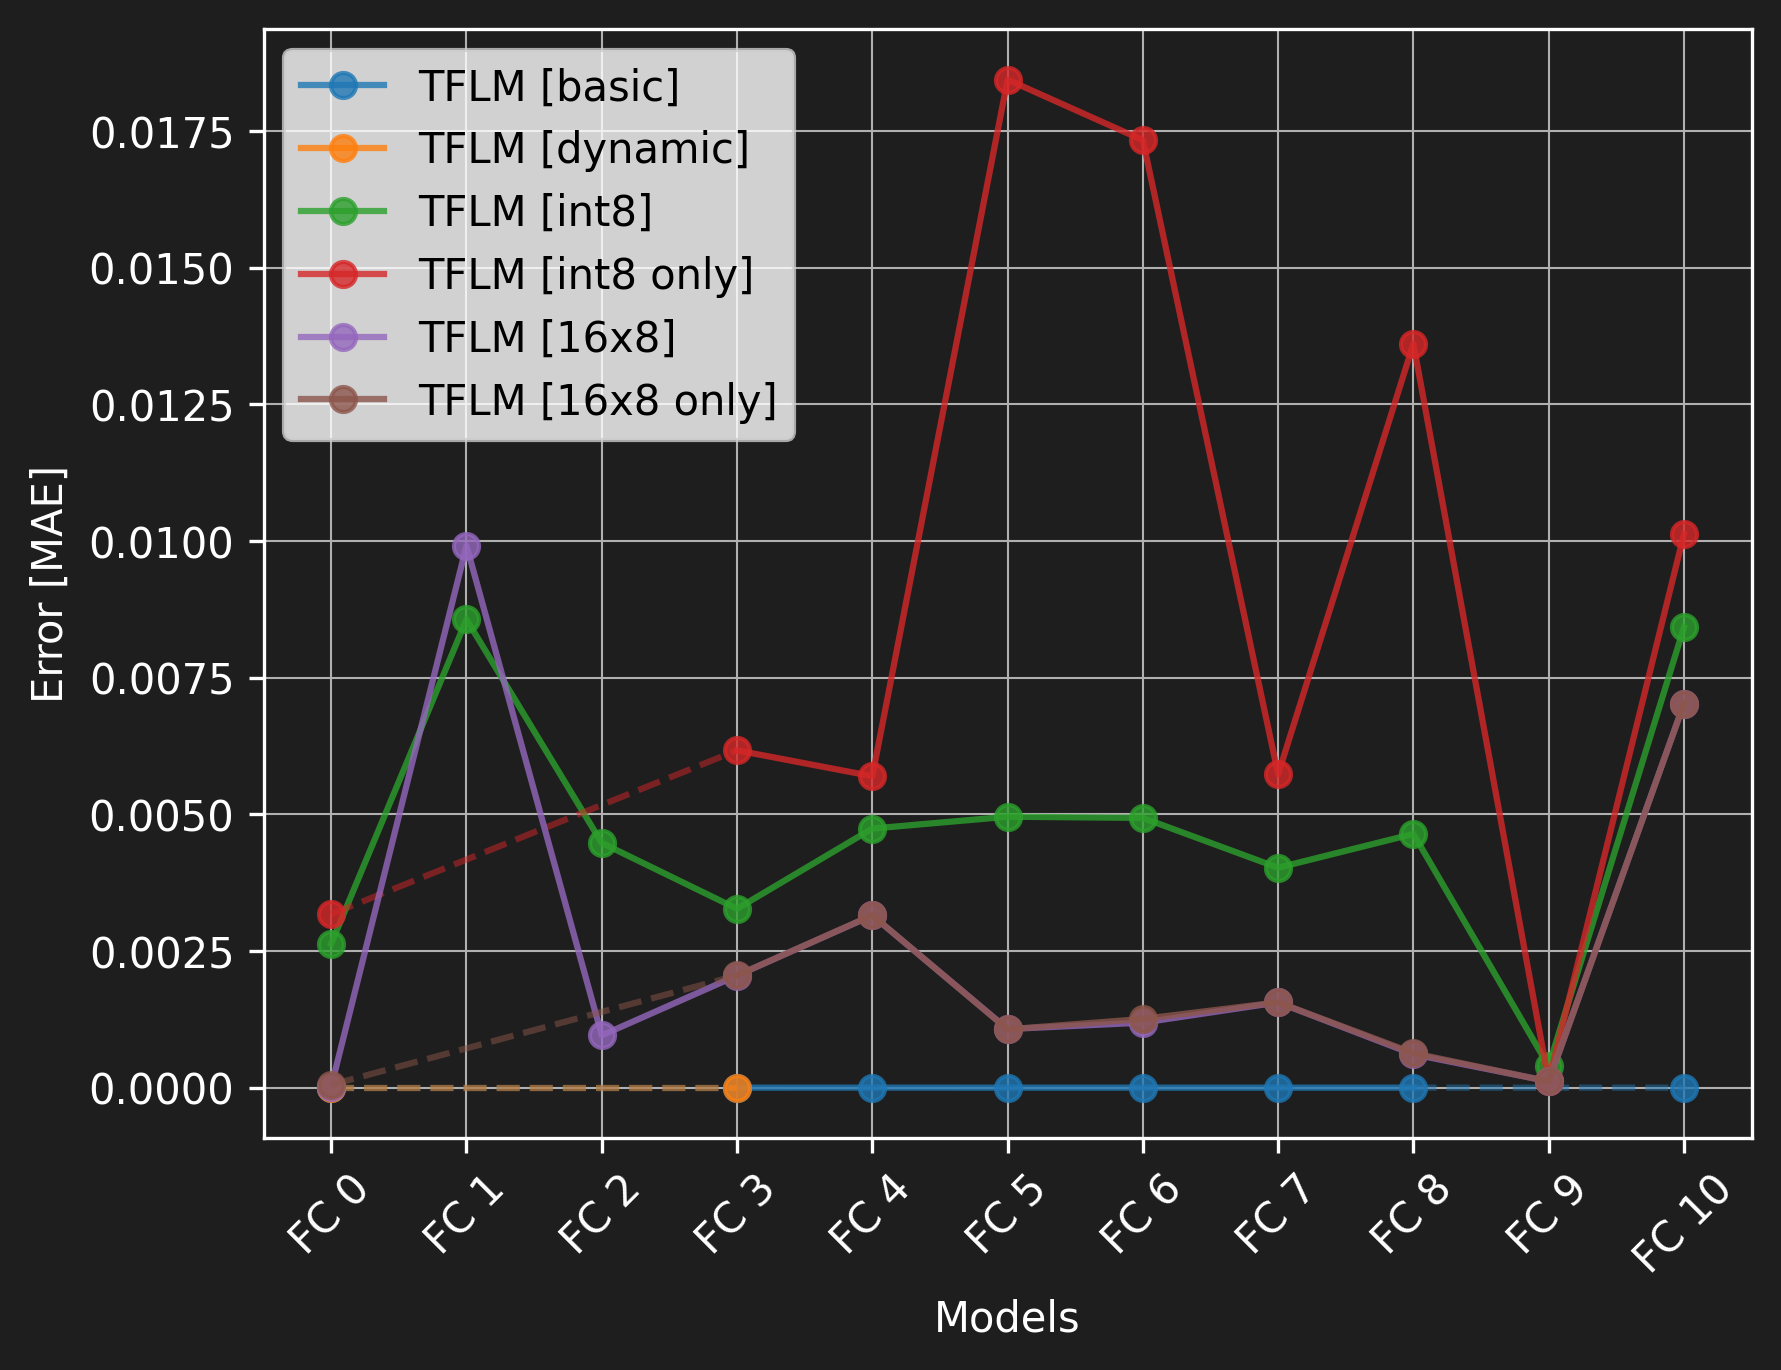 TFLM [basic]
TFLM [dynamic]
TFLM [int8]
TFLM [int8 only]
TFLM [16x8]
TFLM [16x8 only]
0.0175
0.0150
0.0125
0.0100
0.0075
0.0050
0.0025
0.0000
Error [MAE]
FC 0
FC 1
FC 2
FC 3
FC 4
FC 5
FC 6
FC 7
FC 8
FC 9
FC 10
Models